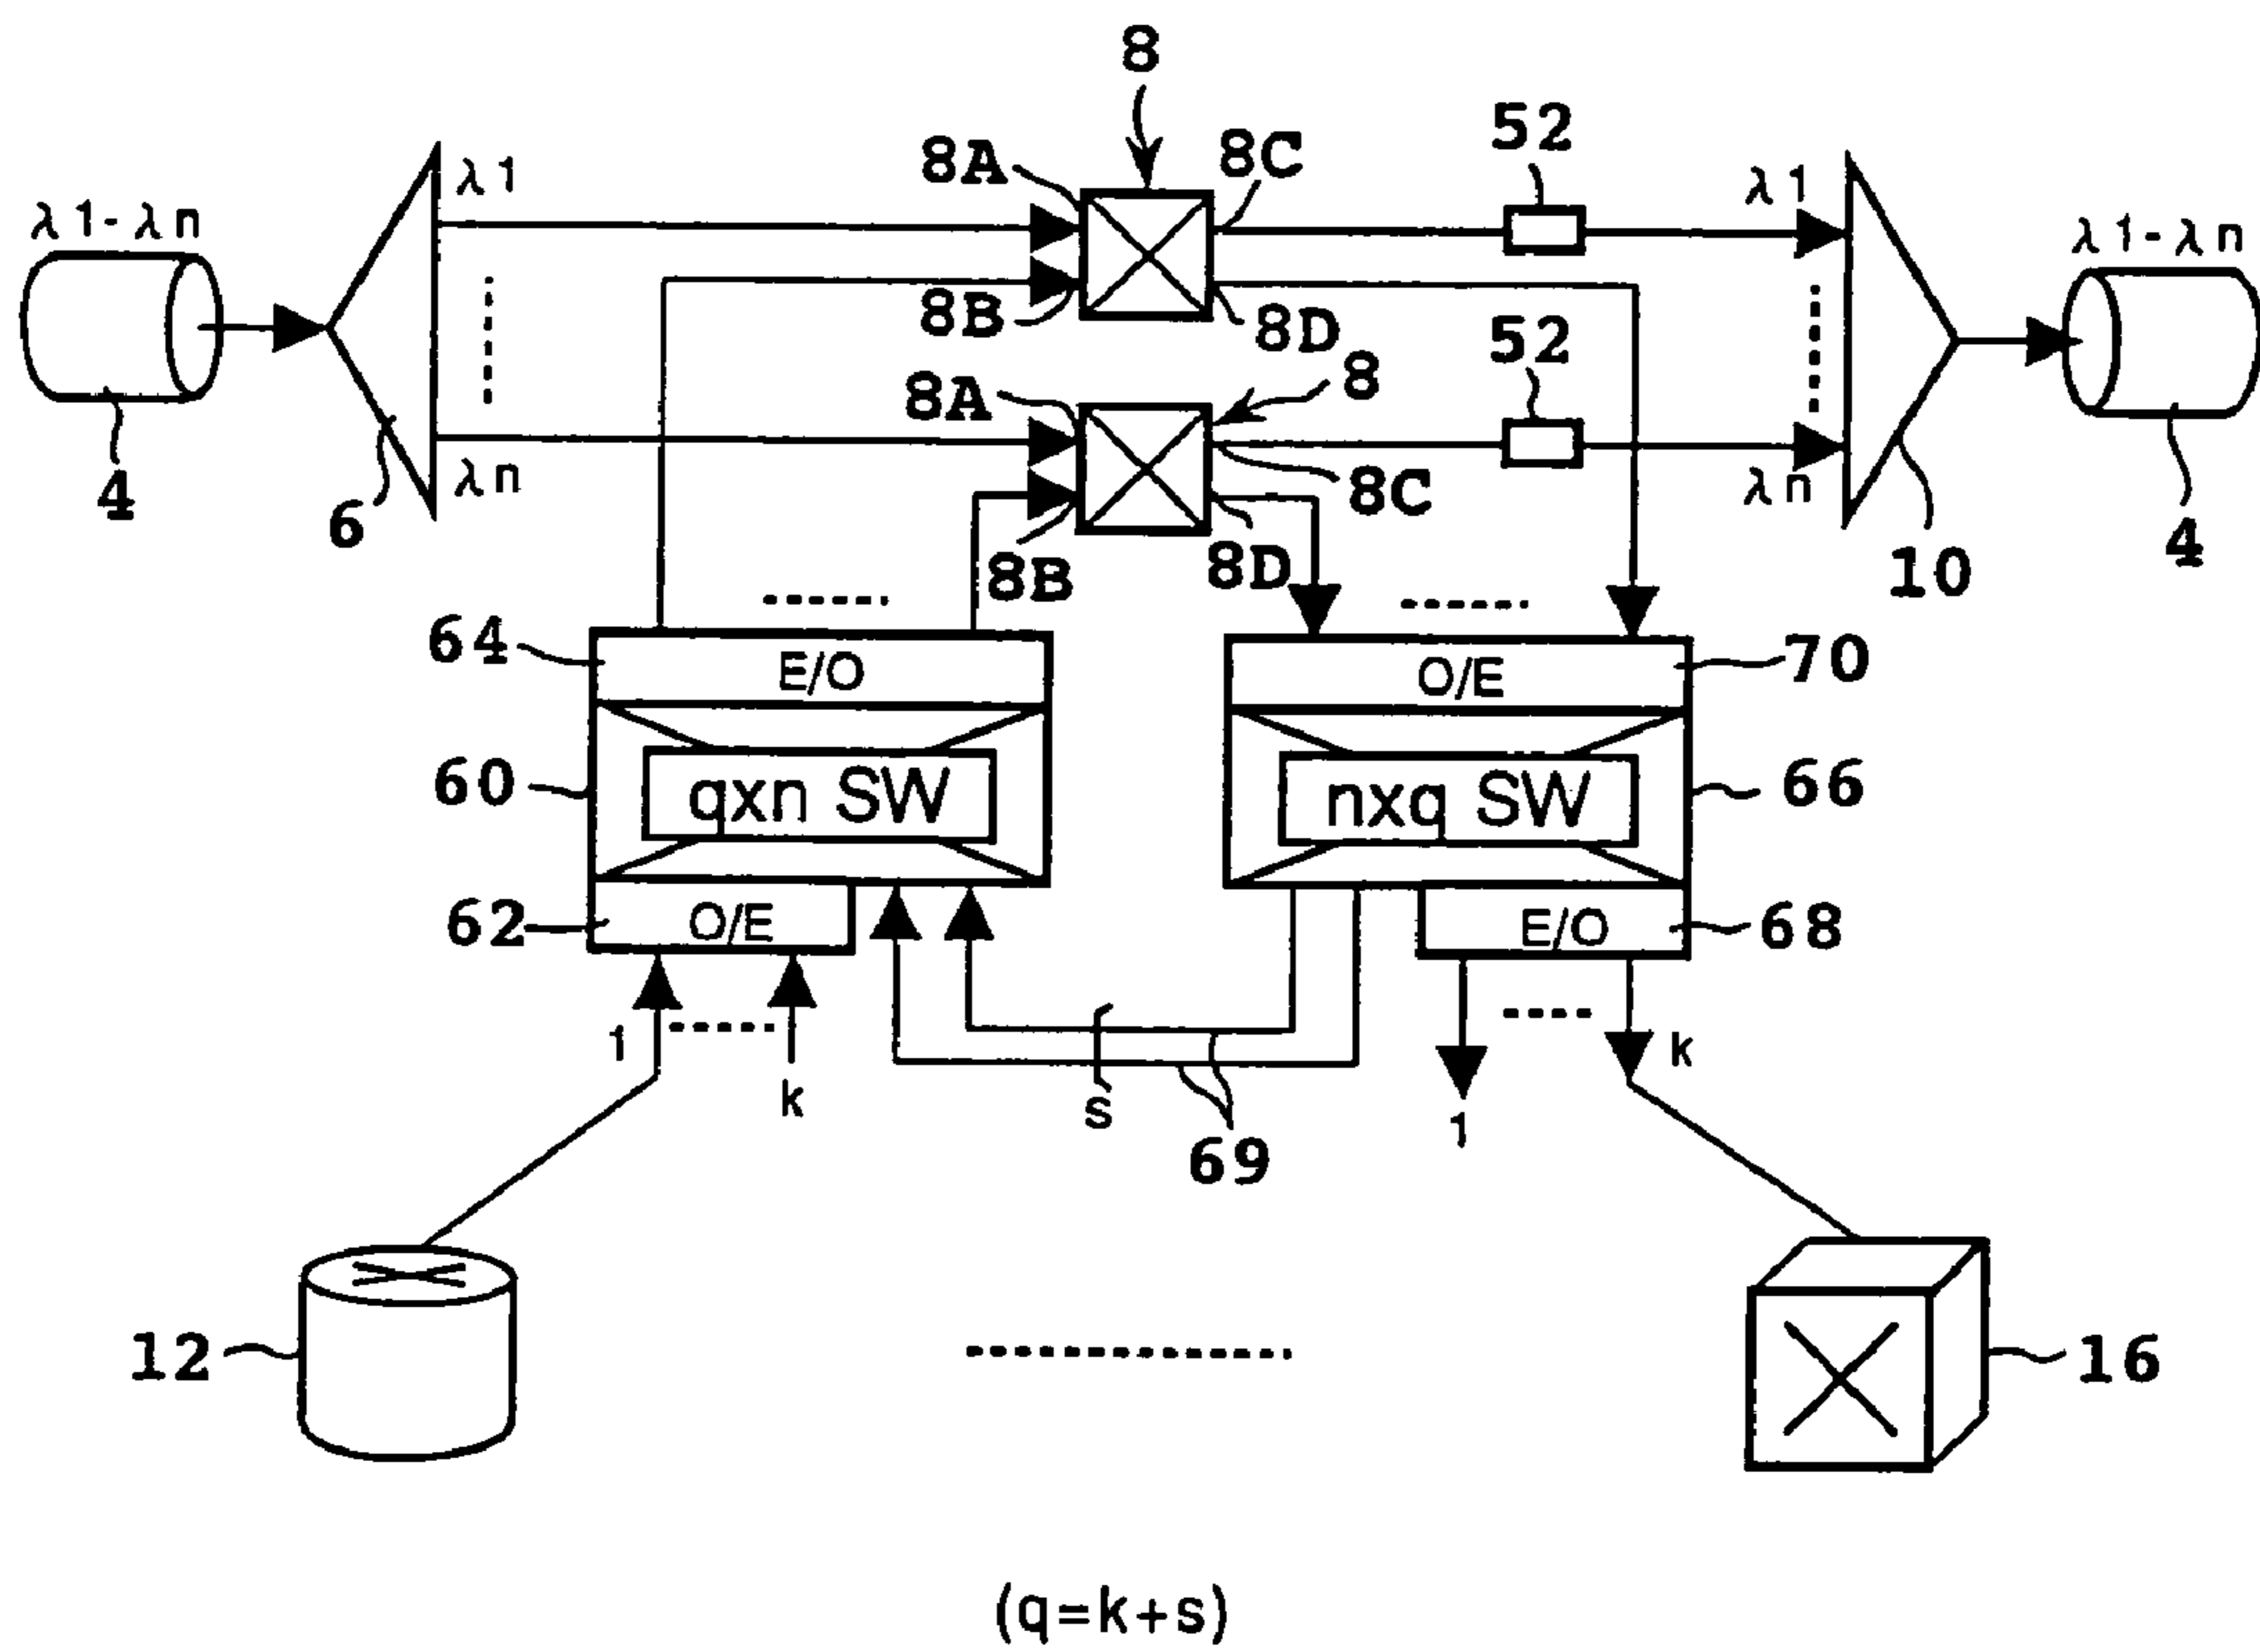 8
8A
8C
52
λ1
λ1
λ1-λn
λ1-λn
8B
8D
52
8A
8
λn
8C
λn
4
6
8B
8D
10
4
64
E/O
O/E
70
60
qxn SW
nxq SW
66
62
O/E
E/O
68
1
k
s
69
1
k
12
16
(q=k+s)